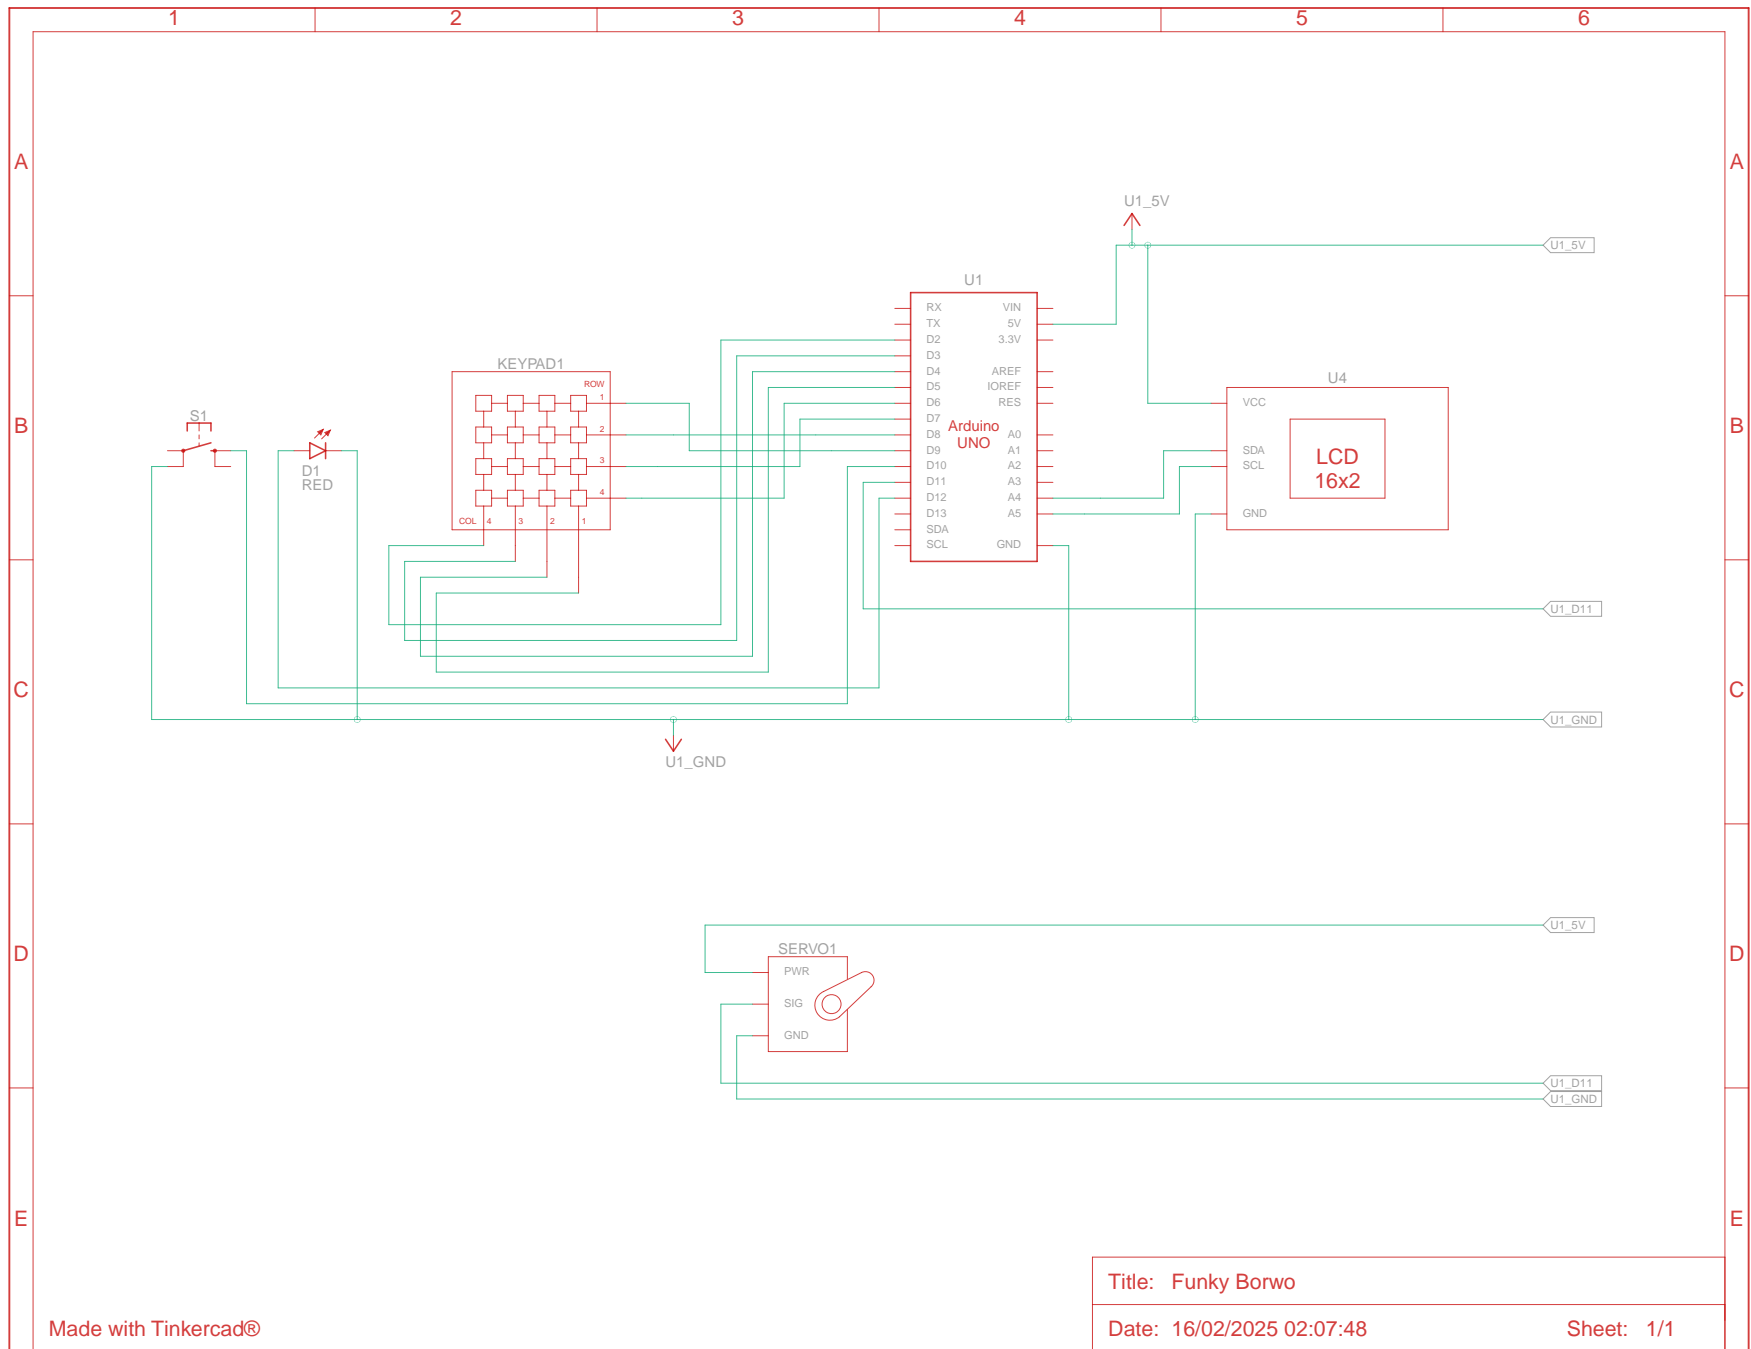 1 2 3 4 5 6
A A
U1_5V
U1_5V
U1
RX VIN
TX 5V
D2 3.3V
D3
D4 AREF
D5 IOREF
D6 RES
D7
D8 A0
D9 A1
D10 A2
D11 A3
D12 A4
D13 A5
SDA
SCL GND
Arduino
UNO
KEYPAD1
ROW
1
2
3
4
COL 4 3 2 1
U4
VCC
SDA
SCL
GND
LCD
16x2
B B
S1
D1
RED
U1_D11
C C
U1_GND
U1_GND
U1_5V
D D
SERVO1
PWR
SIG
GND
U1_D11
U1_GND
E E
Title: Funky Borwo
Made with Tinkercad®
Date: 16/02/2025 02:07:48 Sheet: 1/1